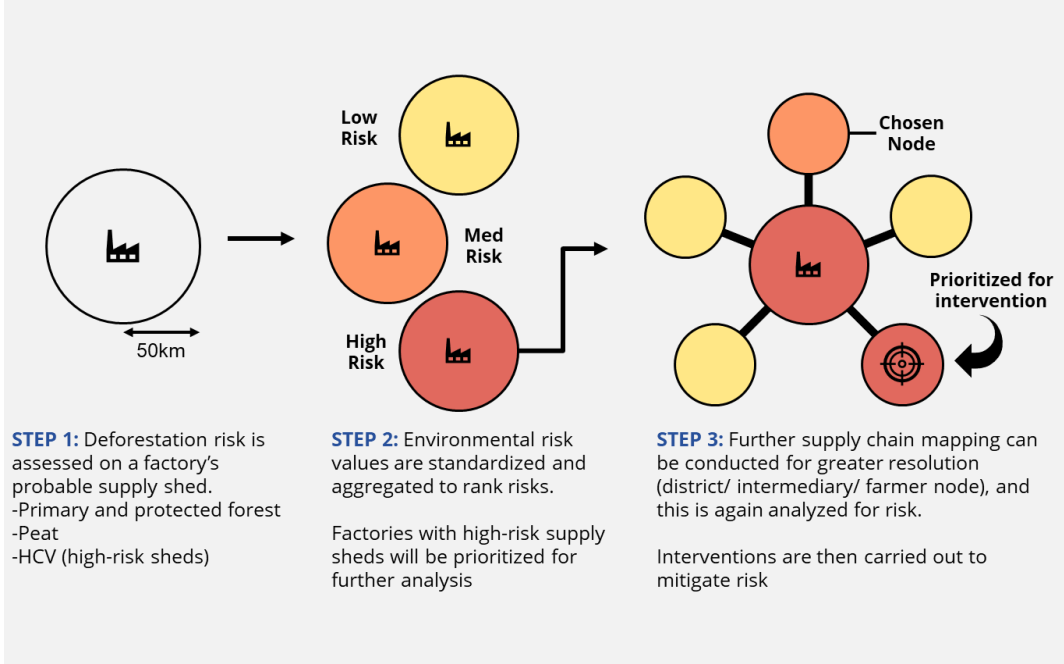 Low
Risk
Med
Risk
High
Risk
50km
Chosen
Node
Prioritized for
intervention
STEP 1: Deforestation risk is
assessed on a factory's
probable supply shed.
-Primary and protected forest
-Peat
-HCV (high-risk sheds)
STEP 2: Environmental risk
values are standardized and
aggregated to rank risks.
Factories with high-risk supply
sheds will be prioritized for
further analysis
STEP 3: Further supply chain mapping can
be conducted for greater resolution
(district/ intermediary/ farmer node), and
this is again analyzed for risk.
Interventions are then carried out to
mitigate risk